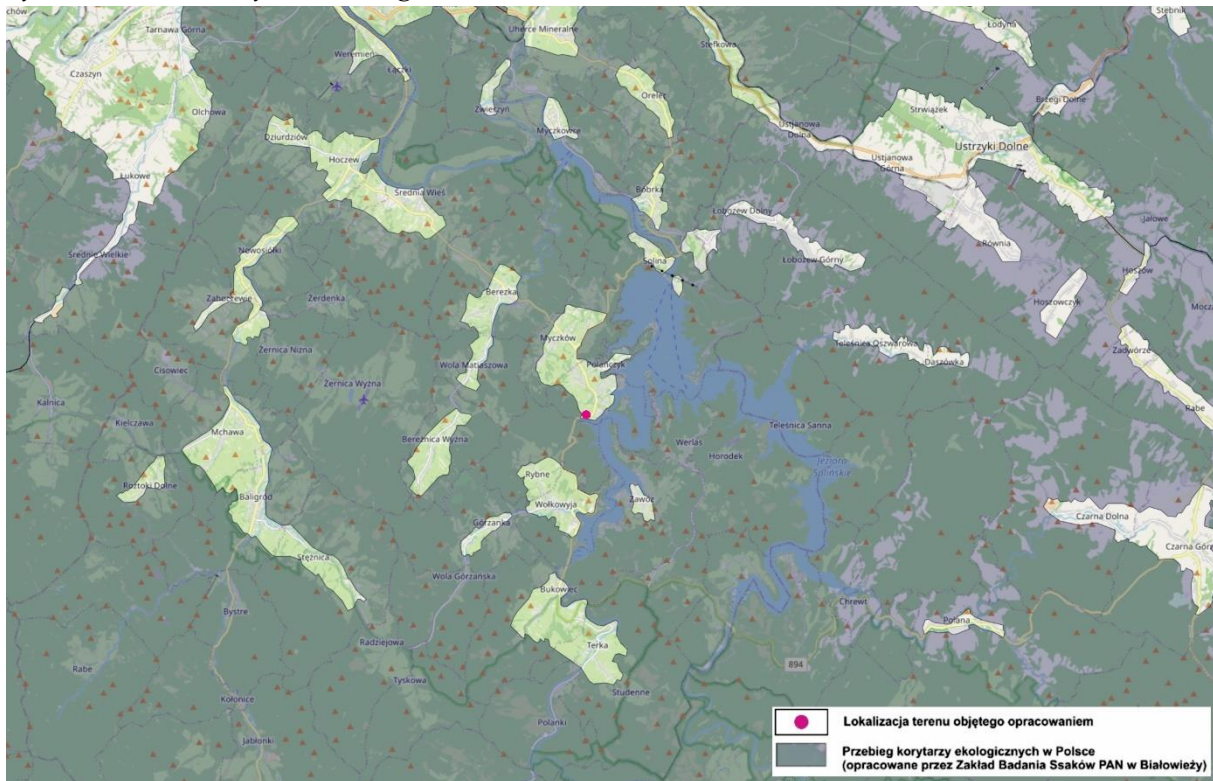 Tarnawa Górna
Uherce Mineralne
Łodyna
Stebnik
Weremień
Stefkowa
Czaszyn
Łączki
Orelec
Brzegi Dolne
Olchowa
Zwierzyń
Strwiążek
Dziurdziów
Myczkowce
Ustjanowa
Dolna
Ustrzyki Dolne
Hoczew
Ustjanowa
Górna
Łukowe
Średnia Wieś
Bóbrka
Łobozew Dolny
Jałowe
Nowosiółki
Równia
Średnie Wielkie
Solina
Łobozew Górny
Hoszów
Berezka
Zahoczewie
Żerdenka
Hoszowczyk
Myczków
Teleśnica Oszwarowa
Zadwórze
Żernica Niżna
Daszówka
Wola Matiaszowa
Polańczyk
Cisowiec
Żernica Wyżna
Kalnica
Rabe
Kiełczawa
Teleśnica Sanna
Mchawa
Bereżnica Wyżna
Werlas
Horodek
Jezioro
Solińskie
Roztoki Dolne
Rybne
Baligród
Wołkowyja
Zawóz
Czarna Dolna
Górzanka
Stężnica
Wola Górzańska
Bukowiec
Bystre
Chrewt
Polana
Radziejowa
Terka
894
Rabe
Tyskowa
Studenne
Kołonice
Polanki
Jabłonki
Lokalizacja terenu objętego opracowaniem
Przebieg korytarzy ekologicznych w Polsce
(opracowane przez Zakład Badania Ssaków PAN w Białowieży)